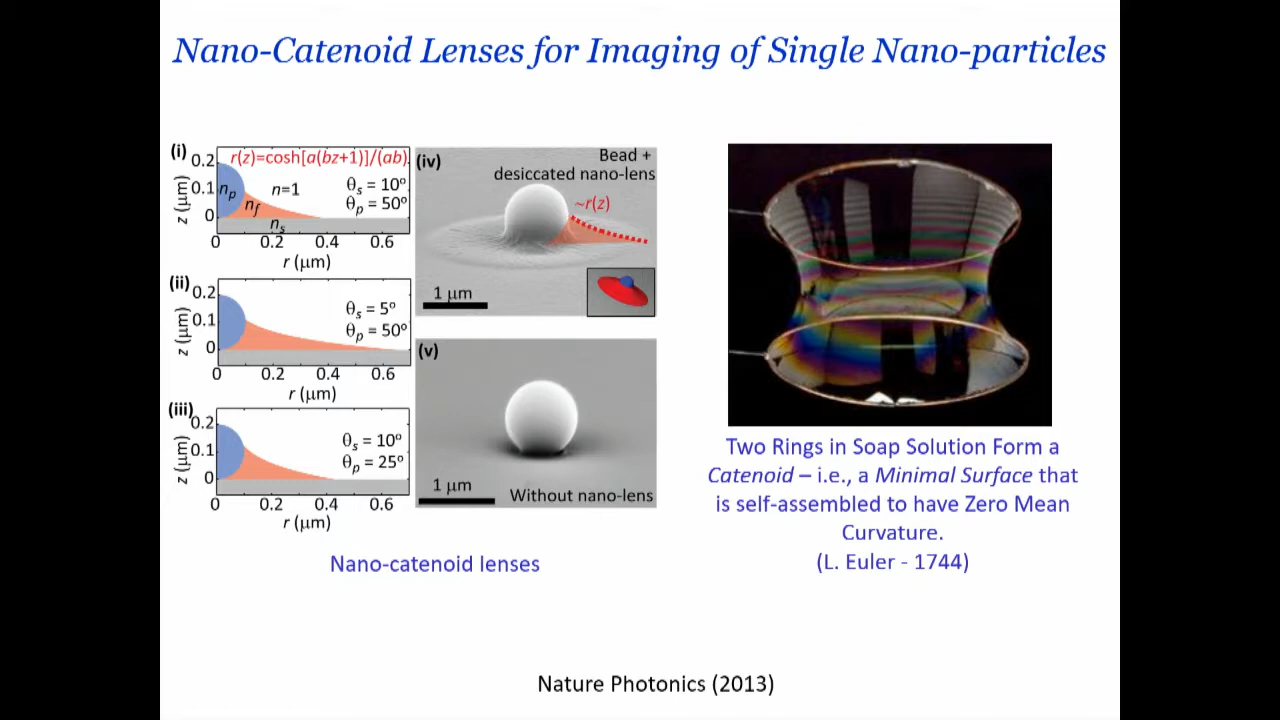 Nano-Catenoid Lenses for Imaging of Single Nano-particles
(i)
r(z)=cosh[a(bz+1)]/(ab)
z (μm)
0.2
0.1
0
n_p
n_f
n=1
n_s
θ_s = 10°
θ_p = 50°
0 0.2 0.4 0.6
r (μm)
(ii)
z (μm)
0.2
0.1
0
θ_s = 5°
θ_p = 50°
0 0.2 0.4 0.6
r (μm)
(iii)
z (μm)
0.2
0.1
0
θ_s = 10°
θ_p = 25°
0 0.2 0.4 0.6
r (μm)
(iv)
Bead +
desiccated nano-lens
~r(z)
1 μm
(v)
1 μm
Without nano-lens
Nano-catenoid lenses
Two Rings in Soap Solution Form a
Catenoid – i.e., a Minimal Surface that
is self-assembled to have Zero Mean
Curvature.
(L. Euler - 1744)
Nature Photonics (2013)